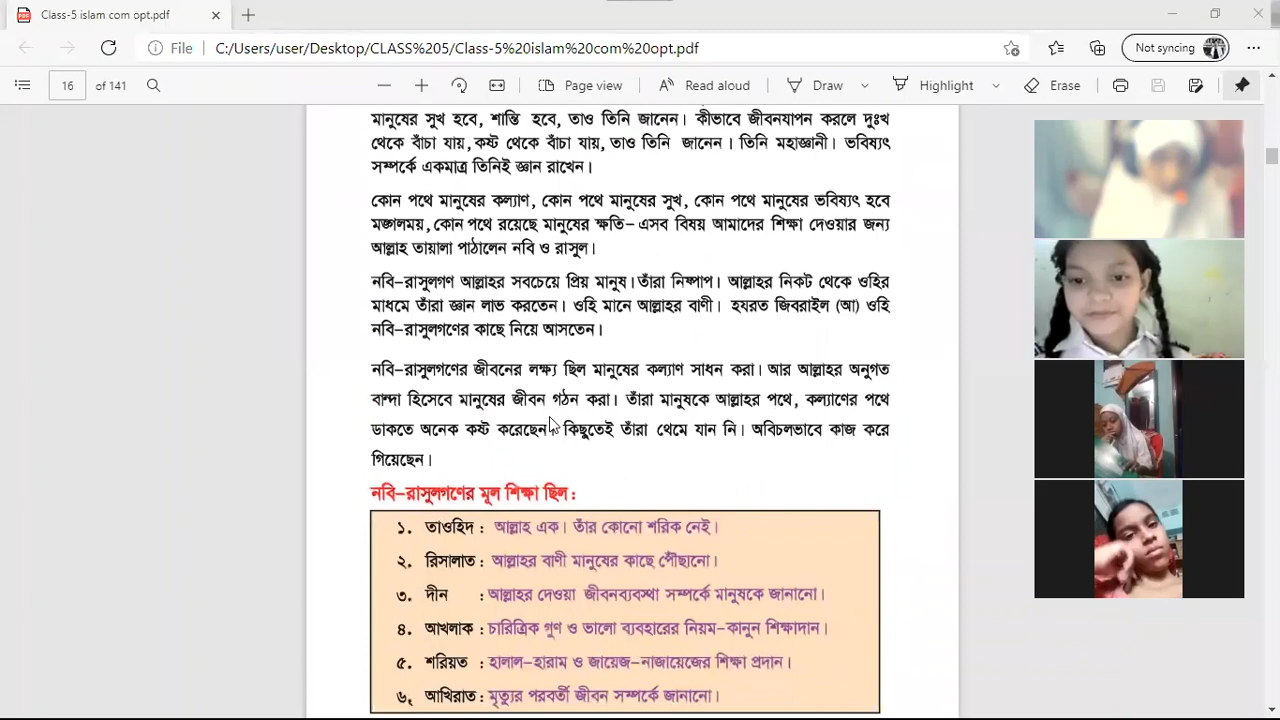 Class-5 islam com opt.pdf
File C:/Users/user/Desktop/CLASS%205/Class-5%20islam%20com%20opt.pdf Not syncing
16 of 141 Page view Read aloud Draw Highlight Erase
মানুষের সুখ হবে, শান্তি হবে, তাও তিনি জানেন। কীভাবে জীবনযাপন করলে দুঃখ
থেকে বাঁচা যায়, কষ্ট থেকে বাঁচা যায়, তাও তিনি জানেন। তিনি মহাজ্ঞানী। ভবিষ্যৎ
সম্পর্কে একমাত্র তিনিই জ্ঞান রাখেন।
কোন পথে মানুষের কল্যাণ, কোন পথে মানুষের সুখ, কোন পথে মানুষের ভবিষ্যৎ হবে
মঙ্গলময়, কোন পথে রয়েছে মানুষের ক্ষতি-এসব বিষয় আমাদের শিক্ষা দেওয়ার জন্য
আল্লাহ তায়ালা পাঠালেন নবি ও রাসুল।
নবি-রাসুলগণ আল্লাহর সবচেয়ে প্রিয় মানুষ। তাঁরা নিষ্পাপ। আল্লাহর নিকট থেকে ওহির
মাধমে তাঁরা জ্ঞান লাভ করতেন। ওহি মানে আল্লাহর বাণী। হযরত জিবরাইল (আ) ওহি
নবি-রাসুলগণের কাছে নিয়ে আসতেন।
নবি-রাসুলগণের জীবনের লক্ষ্য ছিল মানুষের কল্যাণ সাধন করা। আর আল্লাহর অনুগত
বান্দা হিসেবে মানুষের জীবন গঠন করা। তাঁরা মানুষকে আল্লাহর পথে, কল্যাণের পথে
ডাকতে অনেক কষ্ট করেছেন কিছুতেই তাঁরা থেমে যান নি। অবিচলভাবে কাজ করে
গিয়েছেন।
নবি-রাসুলগণের মূল শিক্ষা ছিল:
১. তাওহিদ : আল্লাহ এক। তাঁর কোনো শরিক নেই।
২. রিসালাত : আল্লাহর বাণী মানুষের কাছে পৌঁছানো।
৩. দীন : আল্লাহর দেওয়া জীবনব্যবস্থা সম্পর্কে মানুষকে জানানো।
৪. আখলাক : চারিত্রিক গুণ ও ভালো ব্যবহারের নিয়ম-কানুন শিক্ষাদান।
৫. শরিয়ত : হালাল-হারাম ও জায়েজ-নাজায়েজের শিক্ষা প্রদান।
৬. আখিরাত : মৃত্যুর পরবর্তী জীবন সম্পর্কে জানানো।